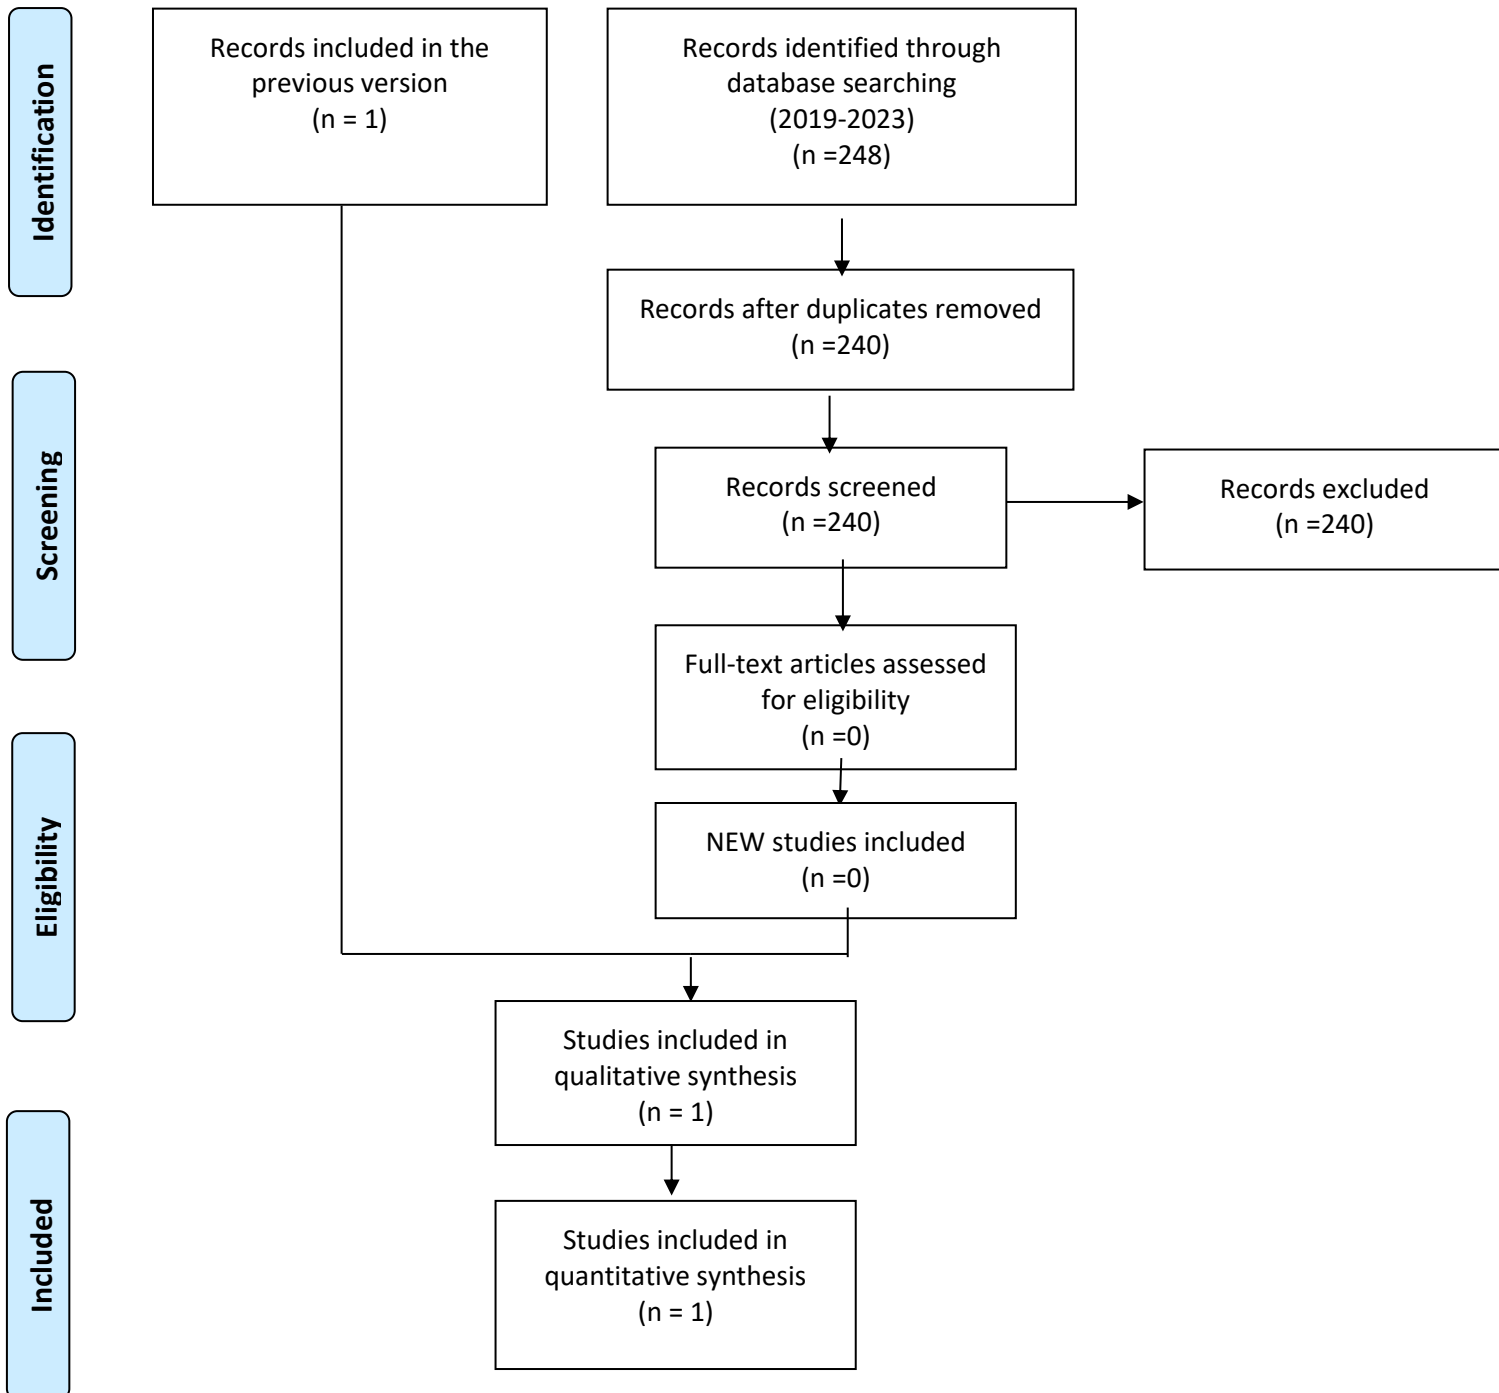 Identification
Records included in the
previous version
(n = 1)
Records identified through
database searching
(2019-2023)
(n =248)
Records after duplicates removed
(n =240)
Screening
Records screened
(n =240)
Records excluded
(n =240)
Full-text articles assessed
for eligibility
(n =0)
Eligibility
NEW studies included
(n =0)
Studies included in
qualitative synthesis
(n = 1)
Included
Studies included in
quantitative synthesis
(n = 1)